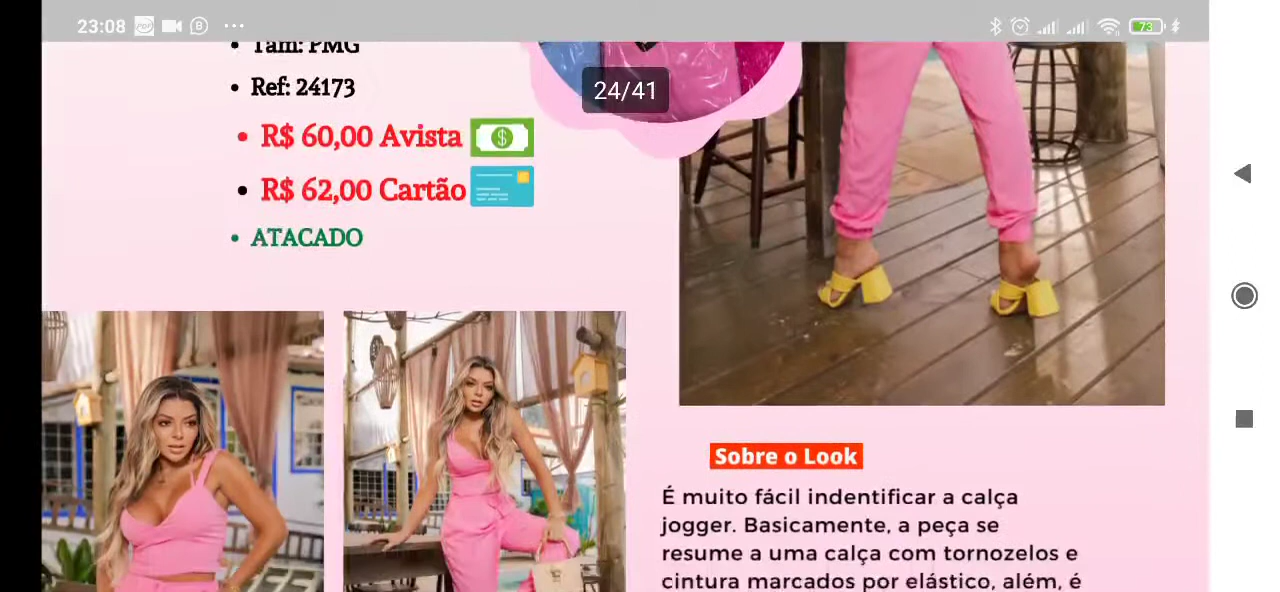 23:08
73
Tam: PMG
Ref: 24173
24/41
R$ 60,00 Avista
R$ 62,00 Cartão
ATACADO
Sobre o Look
É muito fácil indentificar a calça
jogger. Basicamente, a peça se
resume a uma calça com tornozelos e
cintura marcados por elástico, além, é